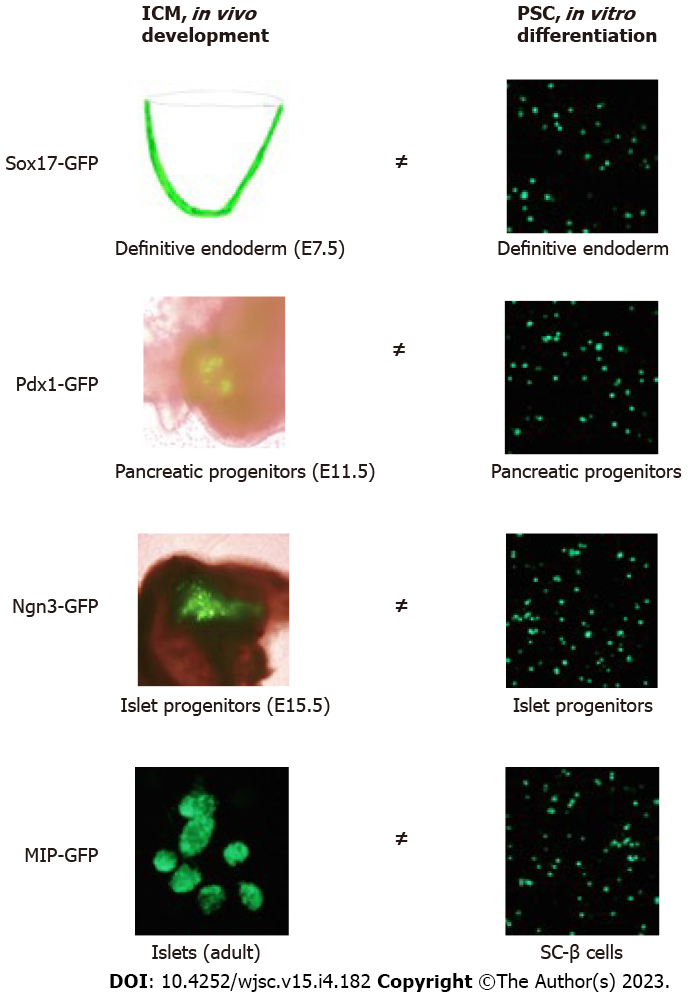 ICM, in vivo
development
PSC, in vitro
differentiation
Sox17-GFP
≠
Definitive endoderm (E7.5)
Definitive endoderm
Pdx1-GFP
≠
Pancreatic progenitors (E11.5)
Pancreatic progenitors
Ngn3-GFP
≠
Islet progenitors (E15.5)
Islet progenitors
MIP-GFP
≠
Islets (adult)
SC-β cells
DOI: 10.4252/wjsc.v15.i4.182 Copyright ©The Author(s) 2023.